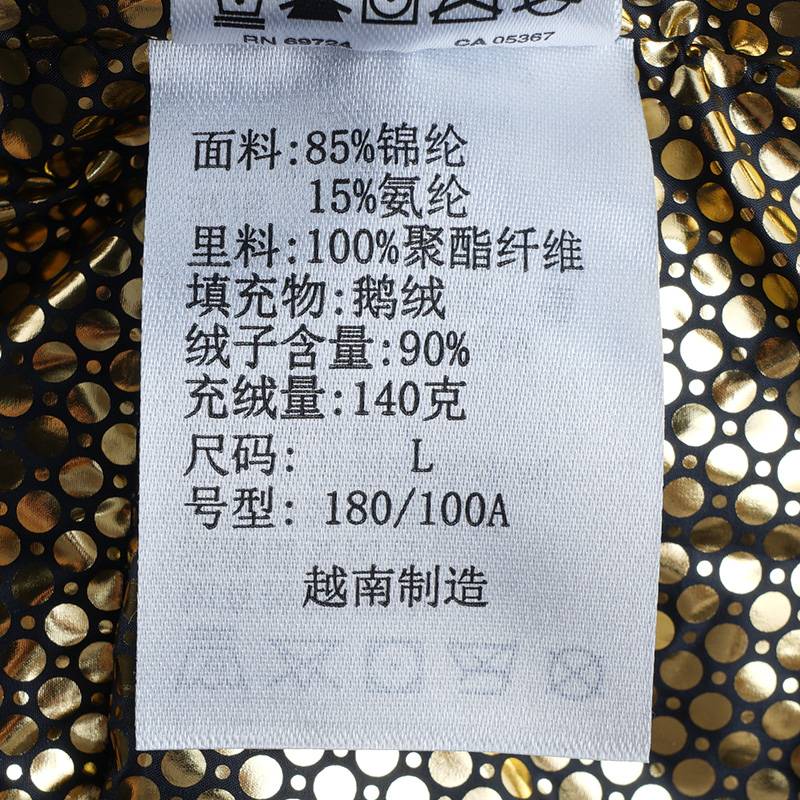 RN 69724 CA 05367
面料:85%锦纶
15%氨纶
里料:100%聚酯纤维
填充物:鹅绒
绒子含量:90%
充绒量:140克
尺码: L
号型: 180/100A
越南制造